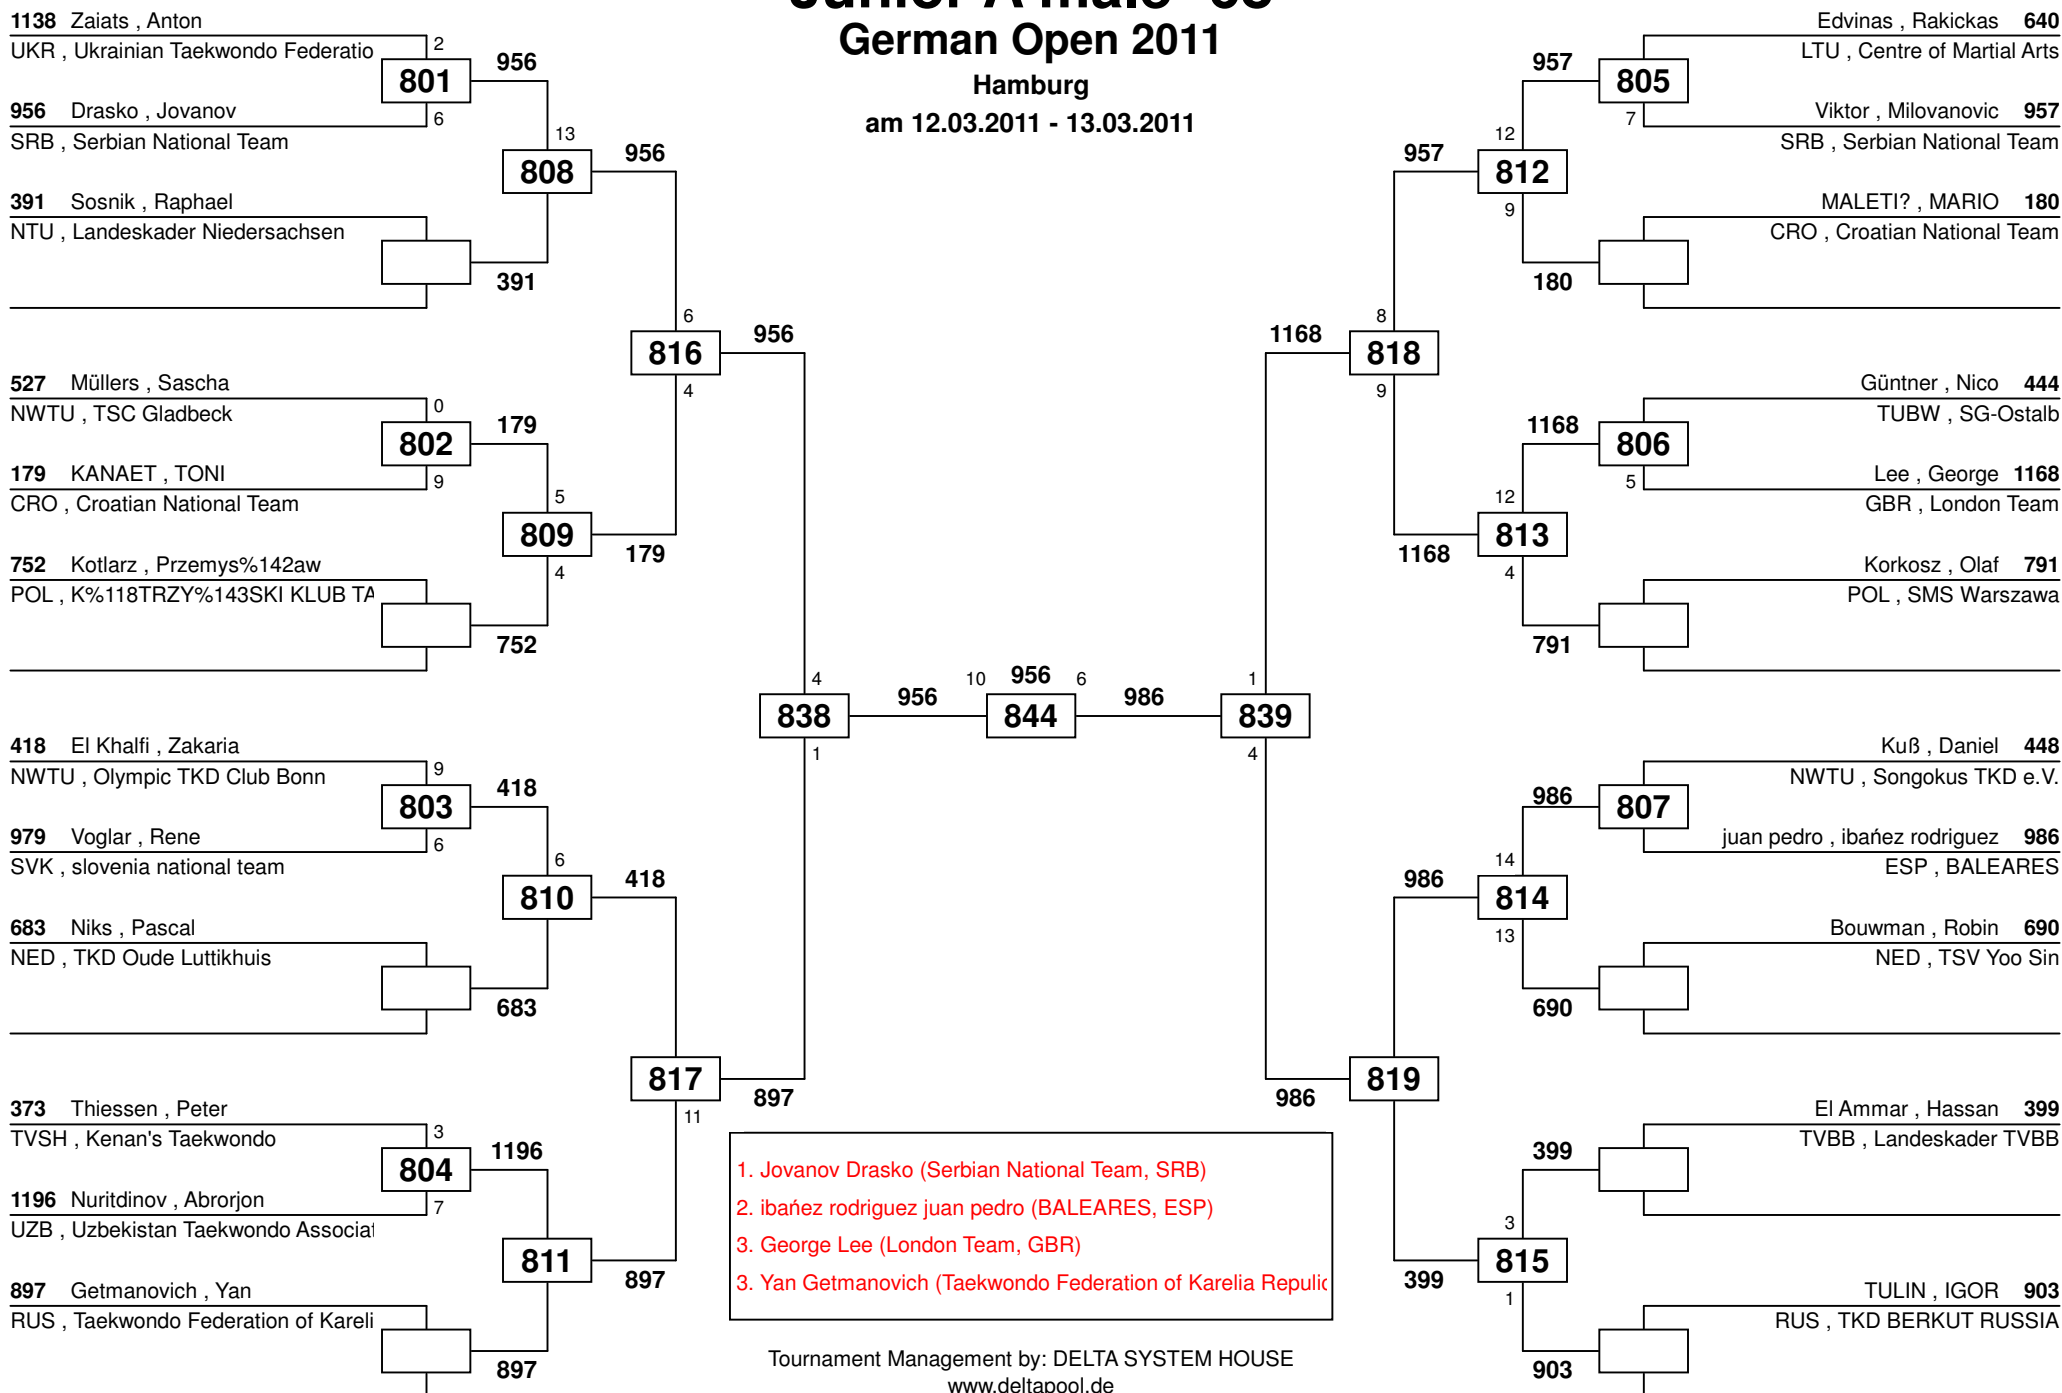 German Open 2011
Hamburg
am 12.03.2011 - 13.03.2011
1138 Zaiats , Anton
UKR , Ukrainian Taekwondo Federatio
2
801
956
956 Drasko , Jovanov
6
SRB , Serbian National Team
13
808
956
391 Sosnik , Raphael
NTU , Landeskader Niedersachsen
391
6
816
956
4
527 Müllers , Sascha
0
NWTU , TSC Gladbeck
802
179
179 KANAET , TONI
9
CRO , Croatian National Team
5
809
179
4
752 Kotlarz , Przemys%142aw
POL , K%118TRZY%143SKI KLUB TA
752
4
838
956
1
418 El Khalfi , Zakaria
9
NWTU , Olympic TKD Club Bonn
803
418
979 Voglar , Rene
6
SVK , slovenia national team
6
810
418
683 Niks , Pascal
NED , TKD Oude Luttikhuis
683
817
897
11
373 Thiessen , Peter
3
TVSH , Kenan's Taekwondo
804
1196
1196 Nuritdinov , Abrorjon
7
UZB , Uzbekistan Taekwondo Associat
811
897
897 Getmanovich , Yan
RUS , Taekwondo Federation of Kareli
897
10 956 6
844
986
Edvinas , Rakickas 640
LTU , Centre of Martial Arts
957
805
Viktor , Milovanovic 957
7
SRB , Serbian National Team
12
957
812
9
MALETI? , MARIO 180
CRO , Croatian National Team
180
8
1168
818
9
Güntner , Nico 444
TUBW , SG-Ostalb
1168
806
Lee , George 1168
5
GBR , London Team
12
813
1168
4
Korkosz , Olaf 791
POL , SMS Warszawa
791
1
839
4
Kuß , Daniel 448
NWTU , Songokus TKD e.V.
986
807
juan pedro , ibańez rodriguez 986
ESP , BALEARES
14
986
814
13
Bouwman , Robin 690
NED , TSV Yoo Sin
690
819
986
El Ammar , Hassan 399
TVBB , Landeskader TVBB
399
3
815
399
1
TULIN , IGOR 903
RUS , TKD BERKUT RUSSIA
903
1. Jovanov Drasko (Serbian National Team, SRB)
2. ibańez rodriguez juan pedro (BALEARES, ESP)
3. George Lee (London Team, GBR)
3. Yan Getmanovich (Taekwondo Federation of Karelia Repulic
Tournament Management by: DELTA SYSTEM HOUSE
www.deltapool.de